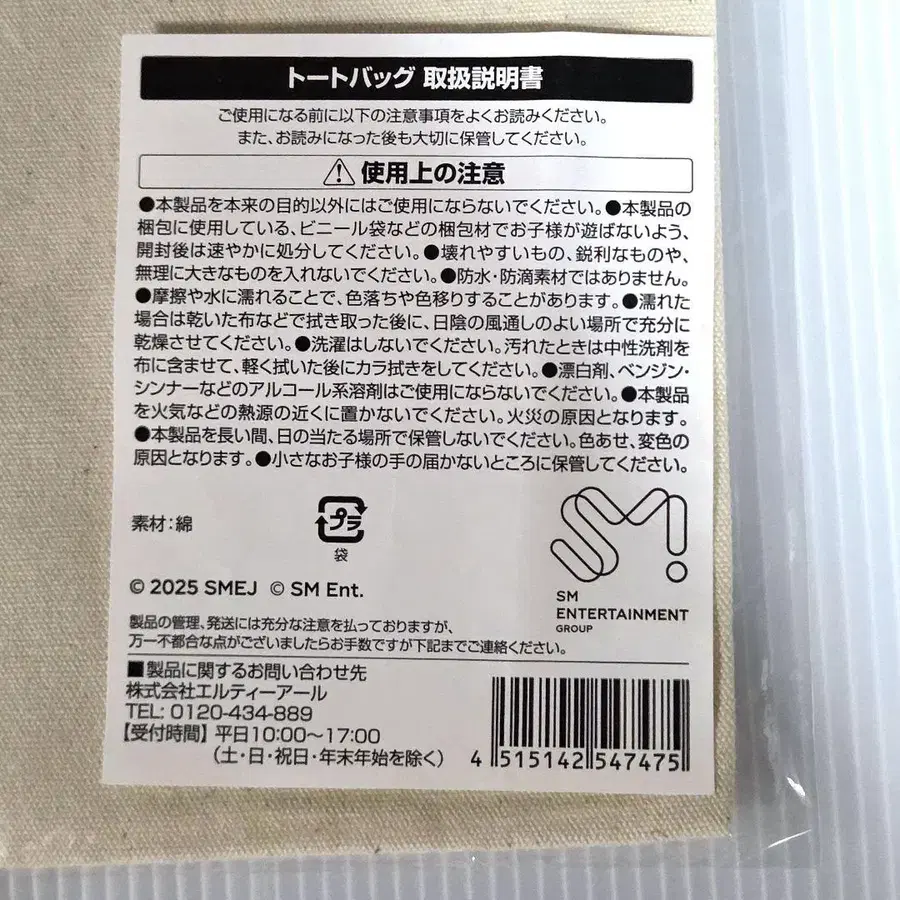 トートバッグ 取扱説明書
ご使用になる前に以下の注意事項をよくお読みください。
また、お読みになった後も大切に保管してください。
使用上の注意
●本製品を本来の目的以外にはご使用にならないでください。●本製品の
梱包に使用している、ビニール袋などの梱包材でお子様が遊ばないよう、
開封後は速やかに処分してください。●壊れやすいもの、鋭利なものや、
無理に大きなものを入れないでください。●防水・防滴素材ではありません。
●摩擦や水に濡れることで、色落ちや色移りすることがあります。●濡れた
場合は乾いた布などで拭き取った後に、日陰の風通しのよい場所で充分に
乾燥させてください。●洗濯はしないでください。汚れたときは中性洗剤を
布に含ませて、軽く拭いた後にカラ拭きをしてください。●漂白剤、ベンジン・
シンナーなどのアルコール系溶剤はご使用にならないでください。●本製品
を火気などの熱源の近くに置かないでください。火災の原因となります。
●本製品を長い間、日の当たる場所で保管しないでください。色あせ、変色の
原因となります。●小さなお子様の手の届かないところに保管してください。
素材：綿
プラ
袋
SM
ENTERTAINMENT
GROUP
© 2025 SMEJ © SM Ent.
製品の管理、発送には充分な注意を払っておりますが、
万一不都合な点がございましたらお手数ですが下記までご連絡ください。
■製品に関するお問い合わせ先
株式会社エルティーアール
TEL: 0120-434-889
【受付時間】平日10:00～17:00
（土・日・祝日・年末年始を除く）
4 515142 547475